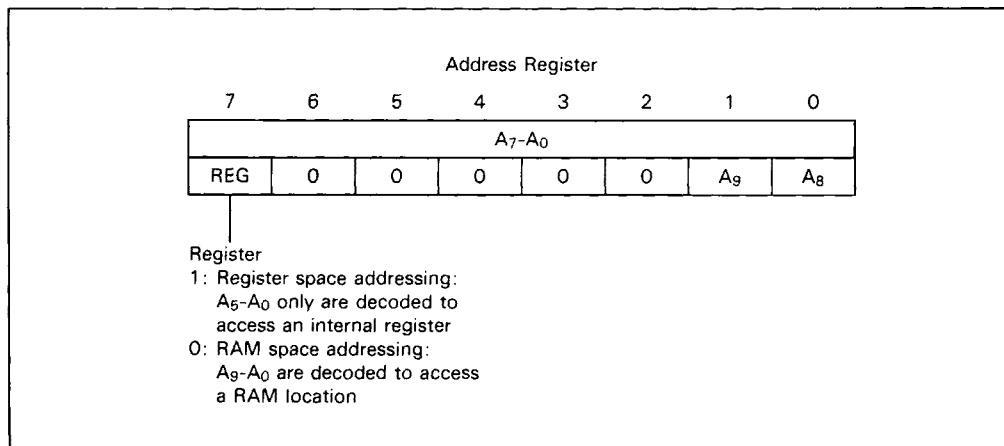 Address Register
7 6 5 4 3 2 1 0
A7-A0
REG 0 0 0 0 0 A9 A8
Register
1: Register space addressing:
A5-A0 only are decoded to
access an internal register
0: RAM space addressing:
A9-A0 are decoded to access
a RAM location